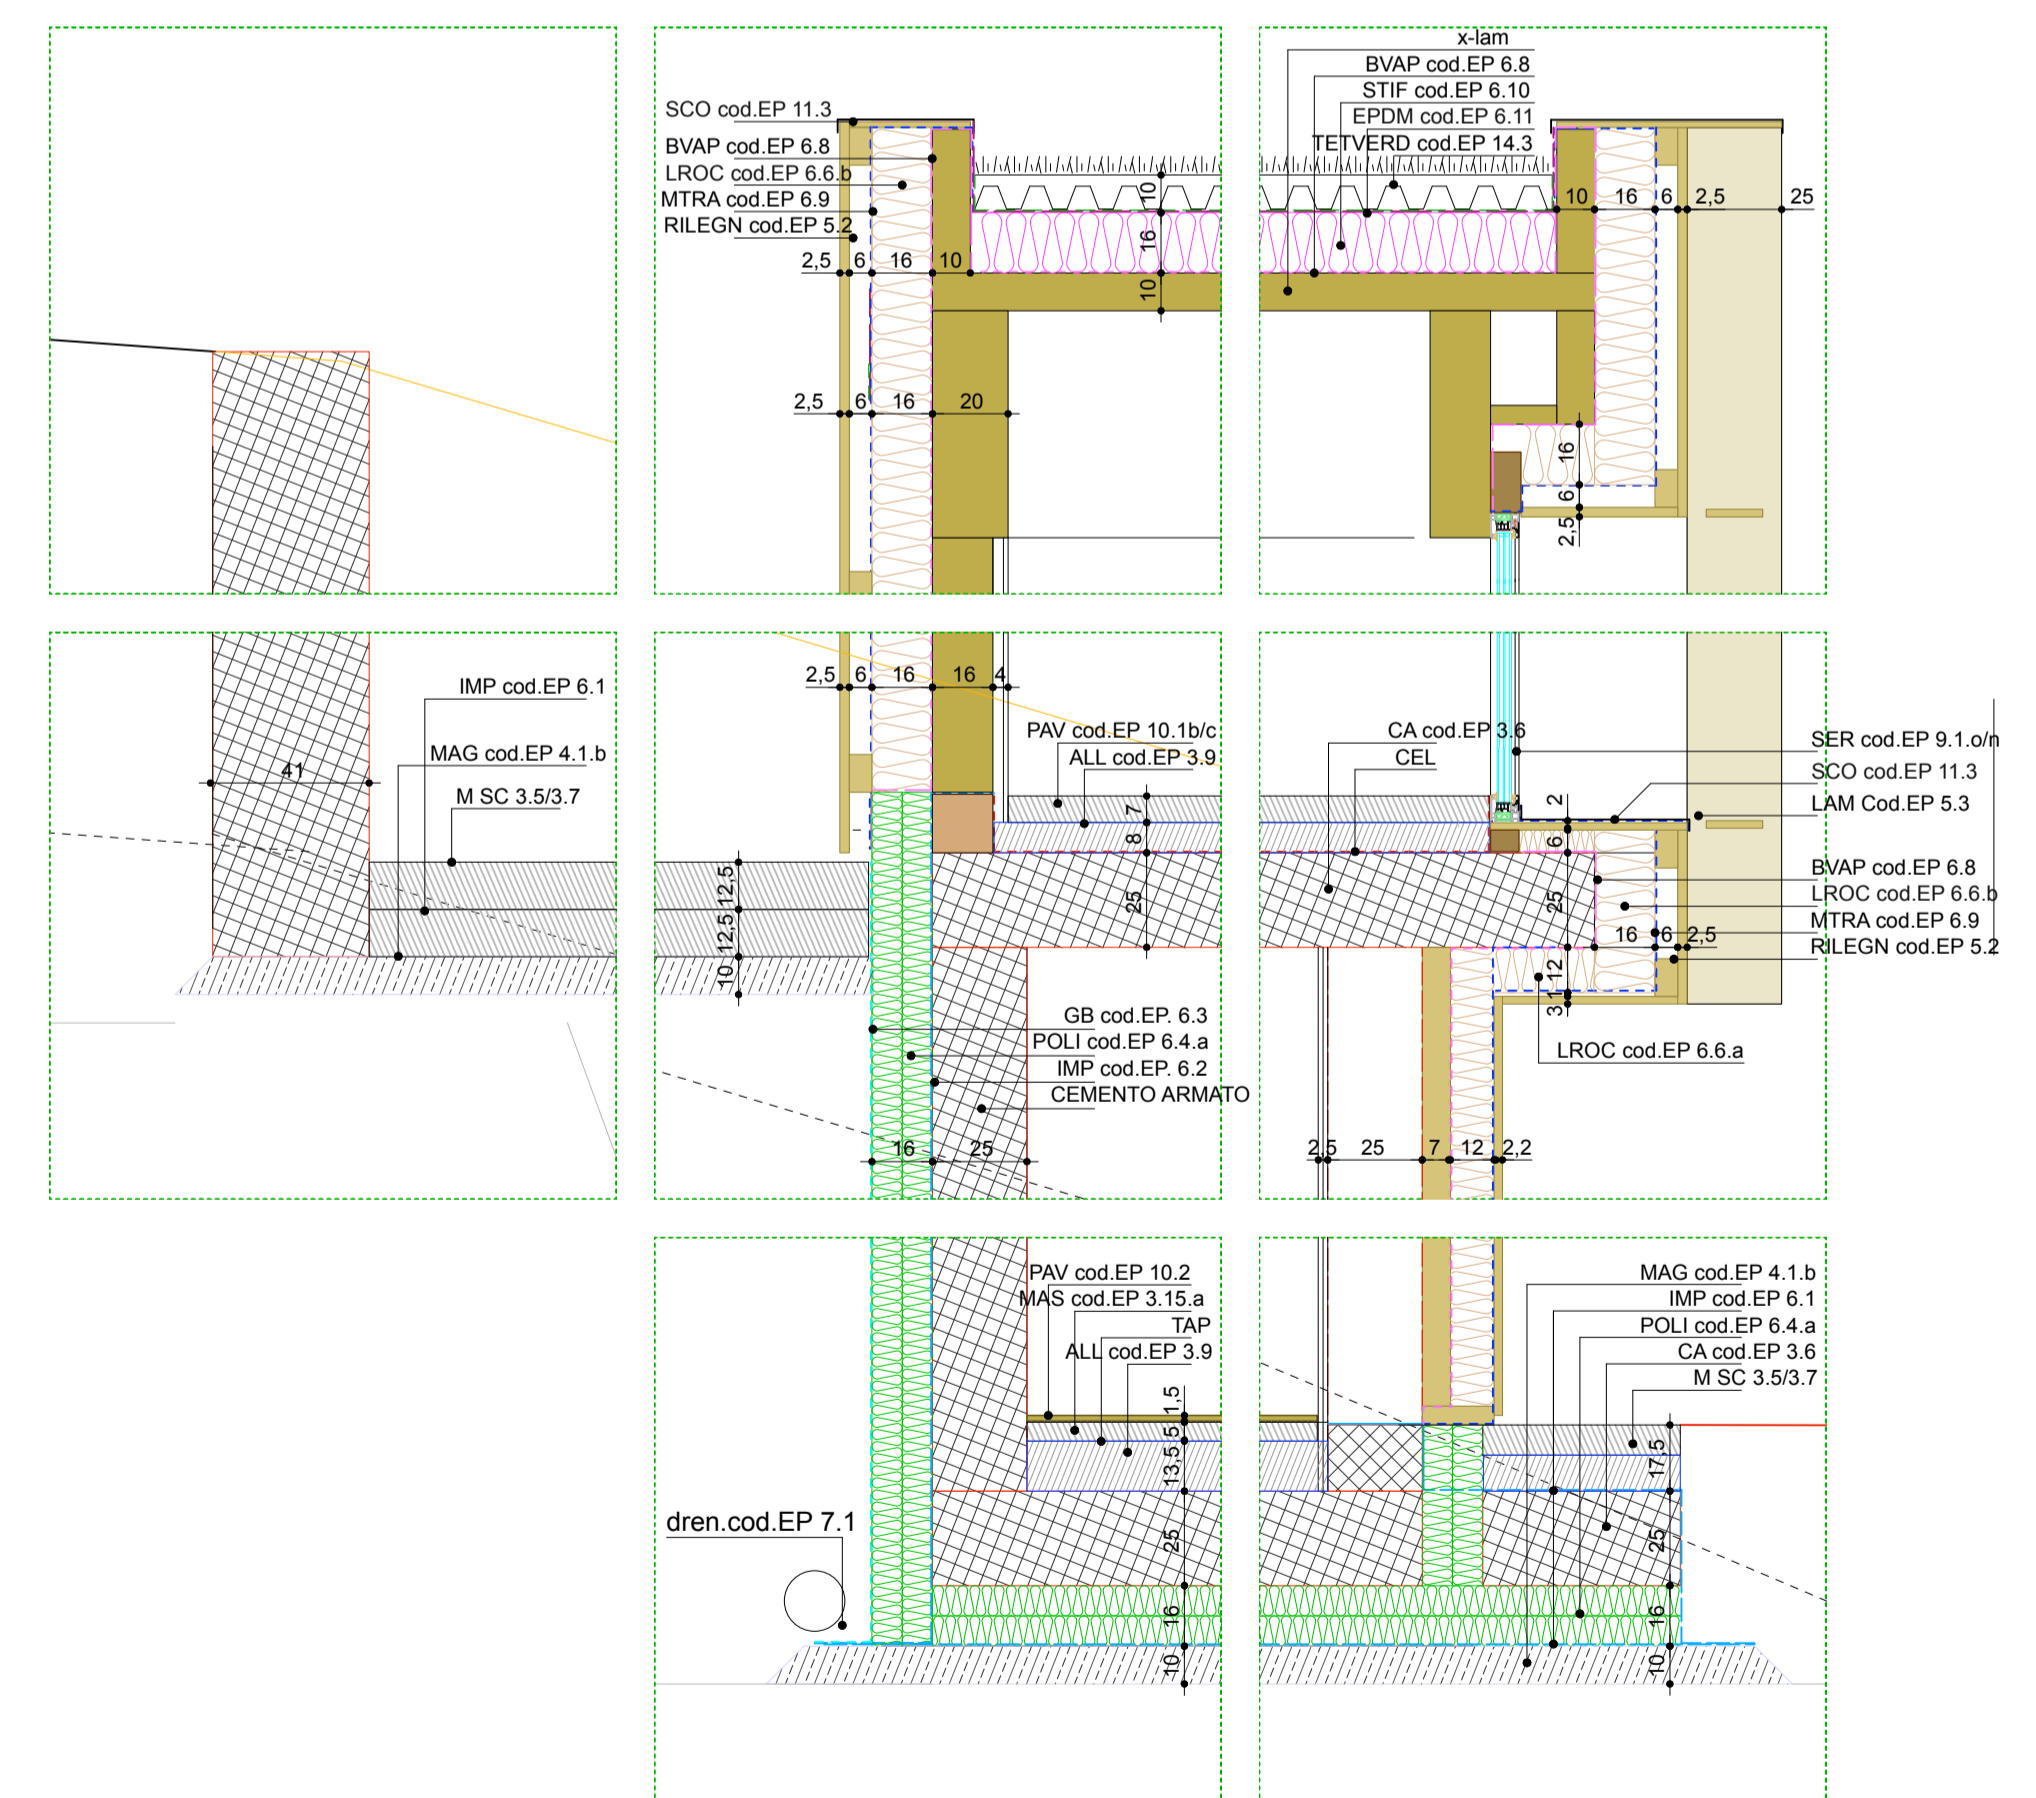 x-lam
BVAP cod.EP 6.8
STIF cod.EP 6.10
EPDM cod.EP 6.11
TETVERD cod.EP 14.3
SCO cod.EP 11.3
BVAP cod.EP 6.8
LROC cod.EP 6.6.b
MTRA cod.EP 6.9
RILEGN cod.EP 5.2
2,5 6 16 10
10
16
10
10 16 6 2,5 25
2,5 6 16 20
16
6
2,5
IMP cod.EP 6.1
MAG cod.EP 4.1.b
41
M SC 3.5/3.7
2,5 6 16 16 4
PAV cod.EP 10.1b/c
ALL cod.EP 3.9
7
8
25
12,5
12,5
10
CA cod.EP 3.6
CEL
SER cod.EP 9.1.o/n
SCO cod.EP 11.3
LAM Cod.EP 5.3
2
6
25
12
1
3
BVAP cod.EP 6.8
LROC cod.EP 6.6.b
MTRA cod.EP 6.9
RILEGN cod.EP 5.2
16 6 2,5
LROC cod.EP 6.6.a
GB cod.EP. 6.3
POLI cod.EP 6.4.a
IMP cod.EP. 6.2
CEMENTO ARMATO
16 25
2,5 25 7 12 2,2
PAV cod.EP 10.2
MAS cod.EP 3.15.a
TAP
ALL cod.EP 3.9
1,5
5
13,5
25
16
10
dren.cod.EP 7.1
MAG cod.EP 4.1.b
IMP cod.EP 6.1
POLI cod.EP 6.4.a
CA cod.EP 3.6
M SC 3.5/3.7
17,5
25
16
10